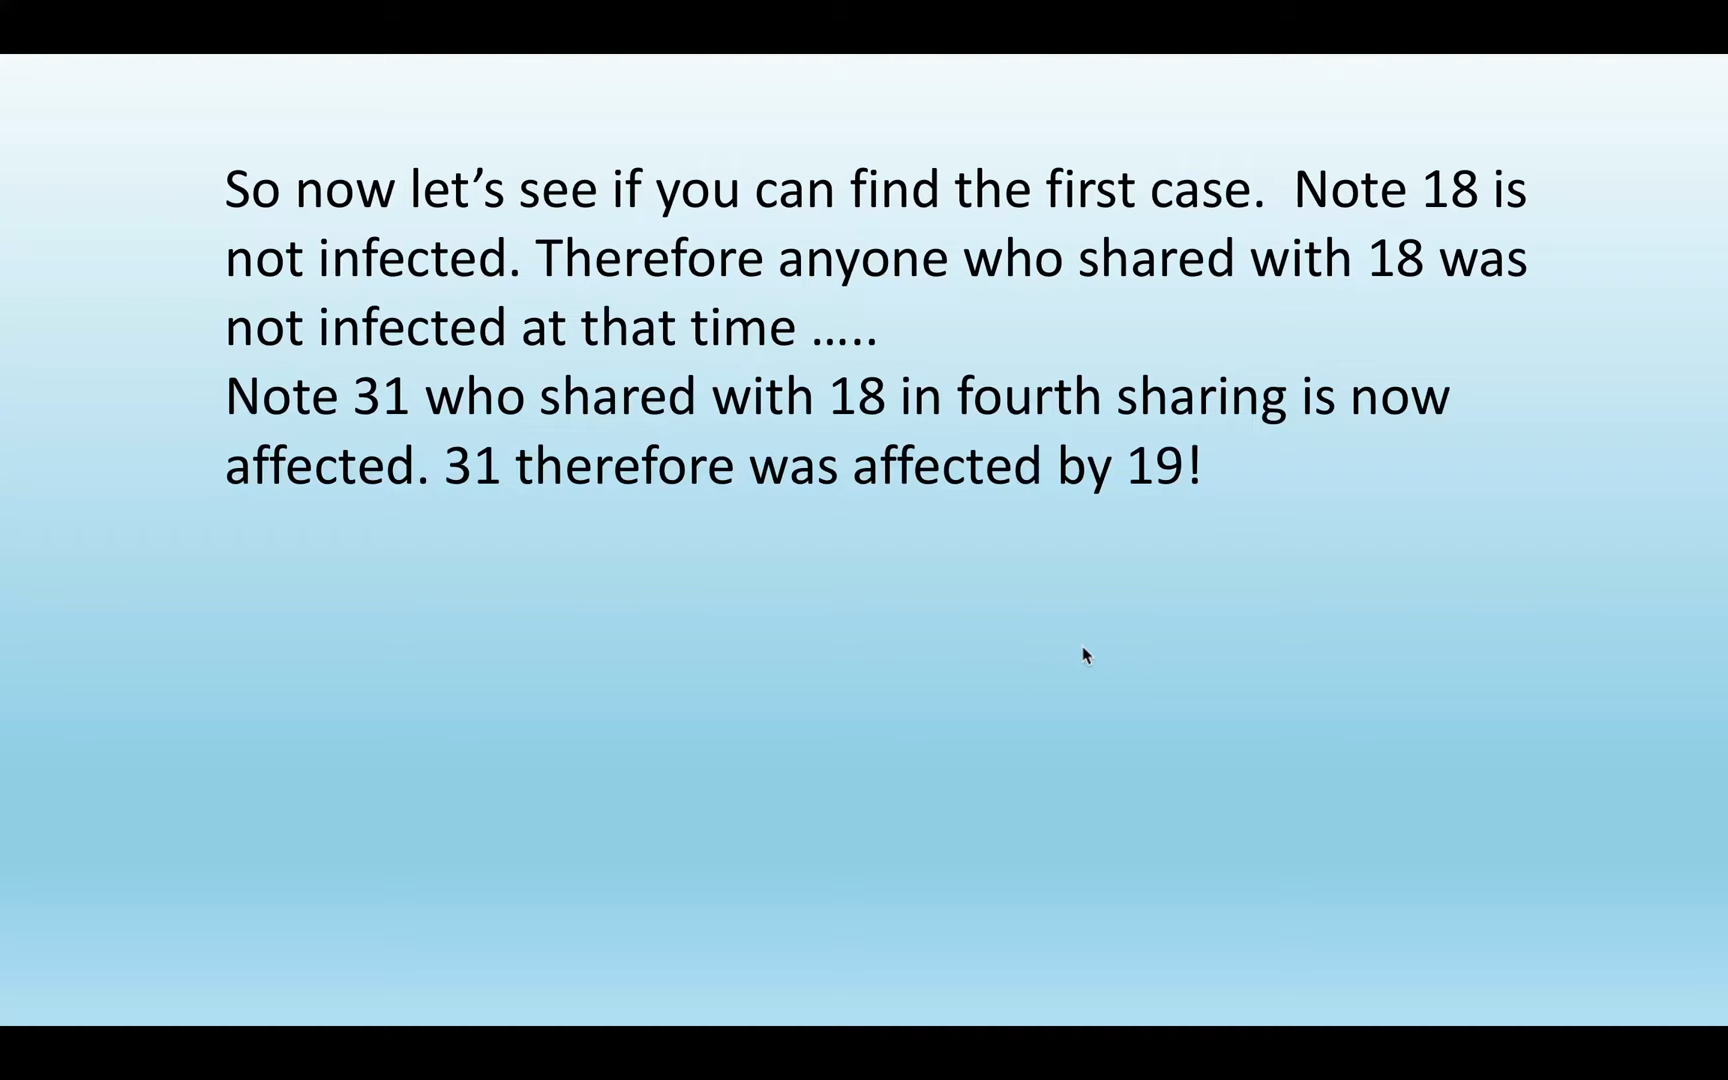 So now let’s see if you can find the first case.  Note 18 is
not infected. Therefore anyone who shared with 18 was
not infected at that time …..
Note 31 who shared with 18 in fourth sharing is now
affected. 31 therefore was affected by 19!